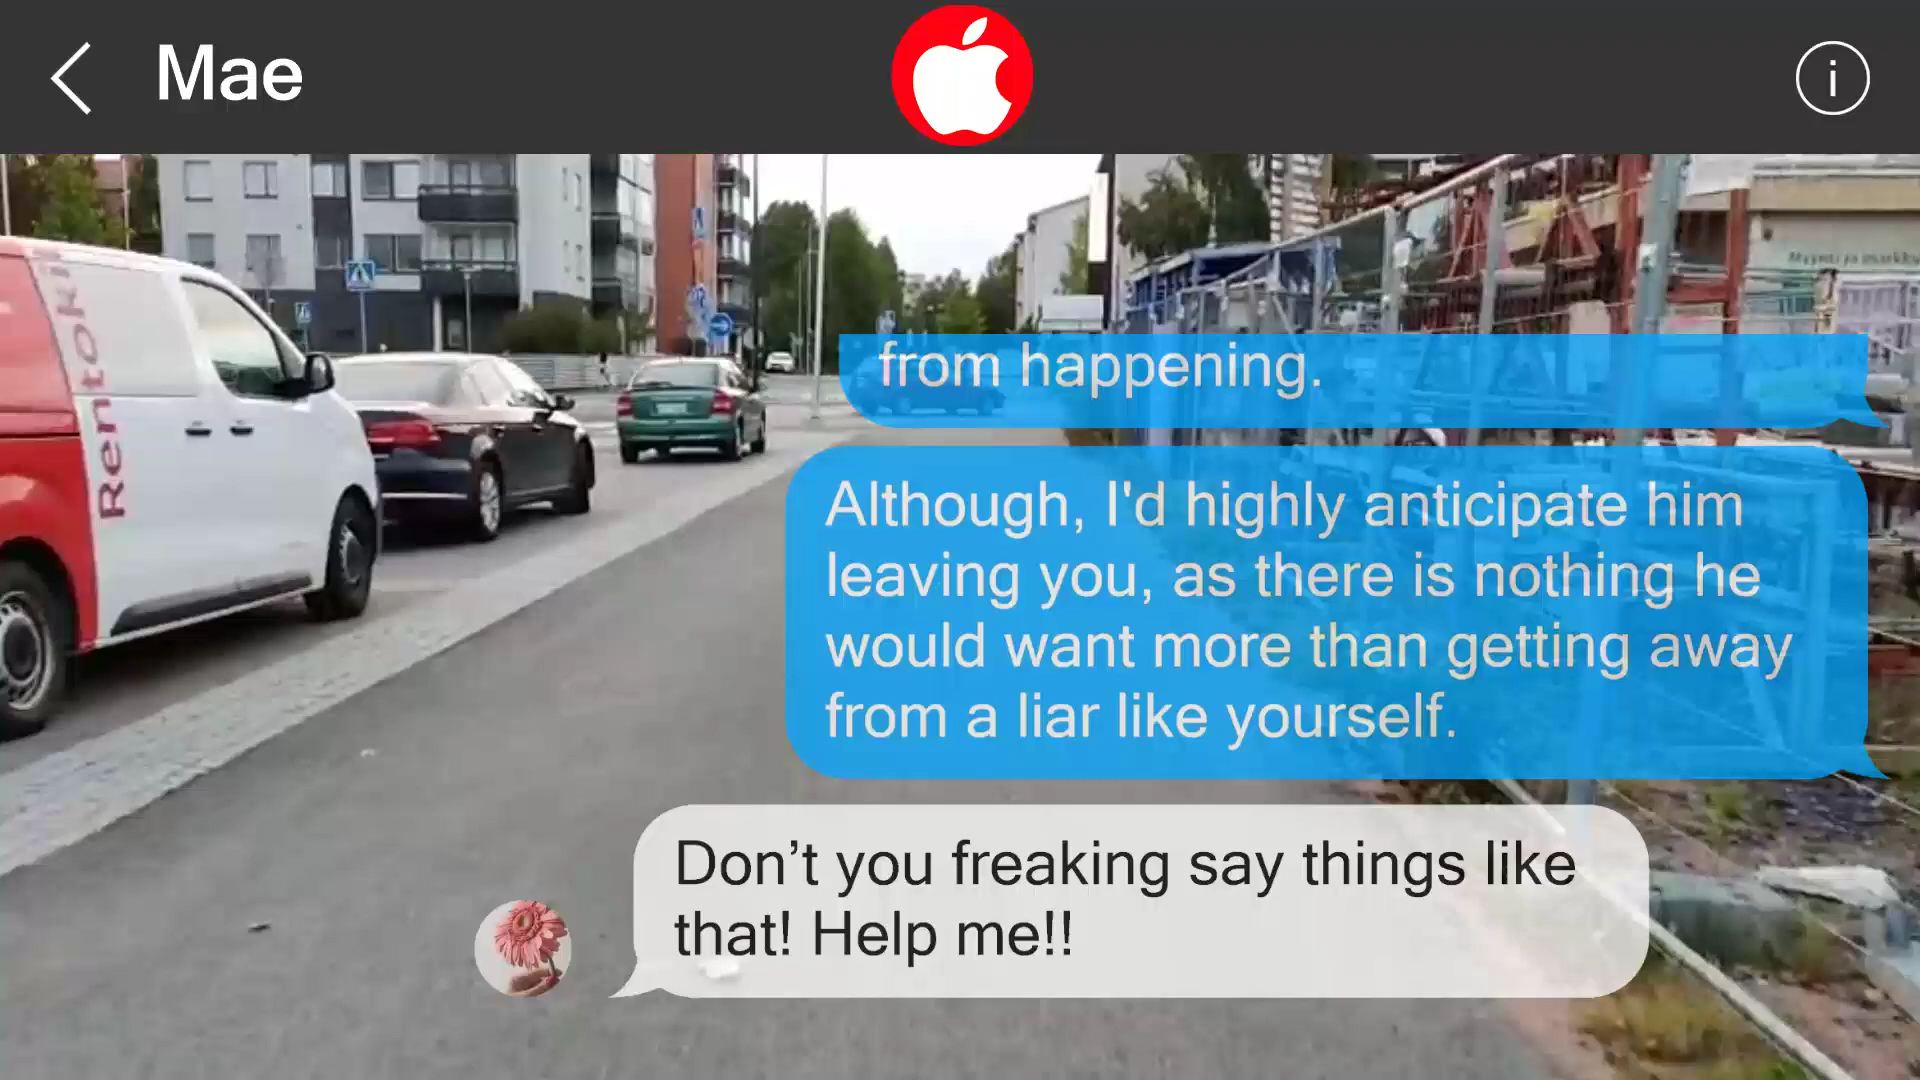 Mae
i
from happening.
Although, I'd highly anticipate him
leaving you, as there is nothing he
would want more than getting away
from a liar like yourself.
Don’t you freaking say things like
that! Help me!!
Rentokil